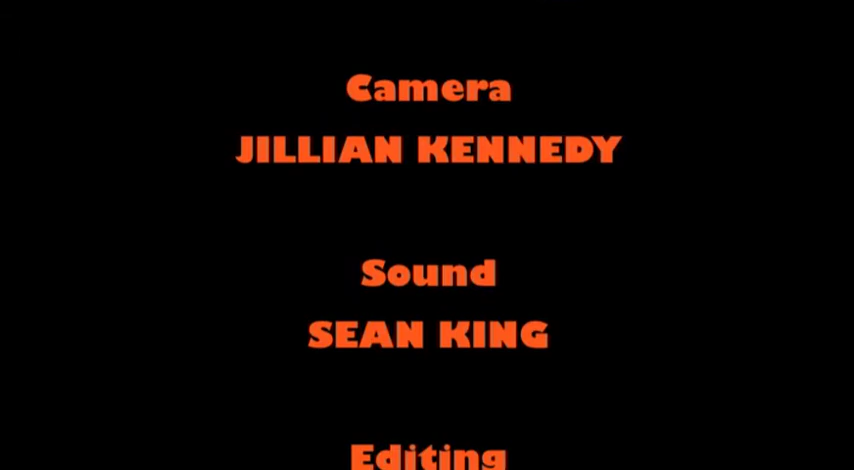 Camera
JILLIAN KENNEDY
Sound
SEAN KING
Editing